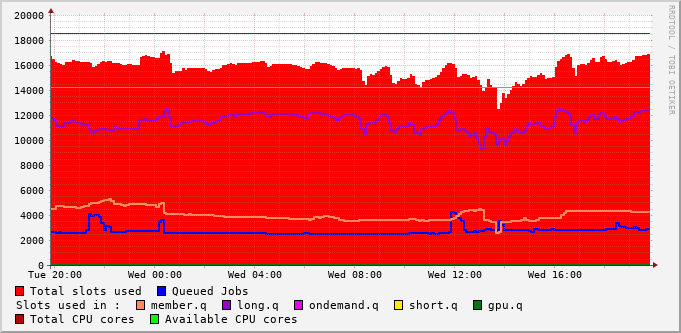 20000
18000
16000
14000
12000
10000
8000
6000
4000
2000
0
Tue 20:00 Wed 00:00 Wed 04:00 Wed 08:00 Wed 12:00 Wed 16:00
RRDTOOL / TOBI OETIKER
Total slots used Queued Jobs
Slots used in : member.q long.q ondemand.q short.q gpu.q
Total CPU cores Available CPU cores